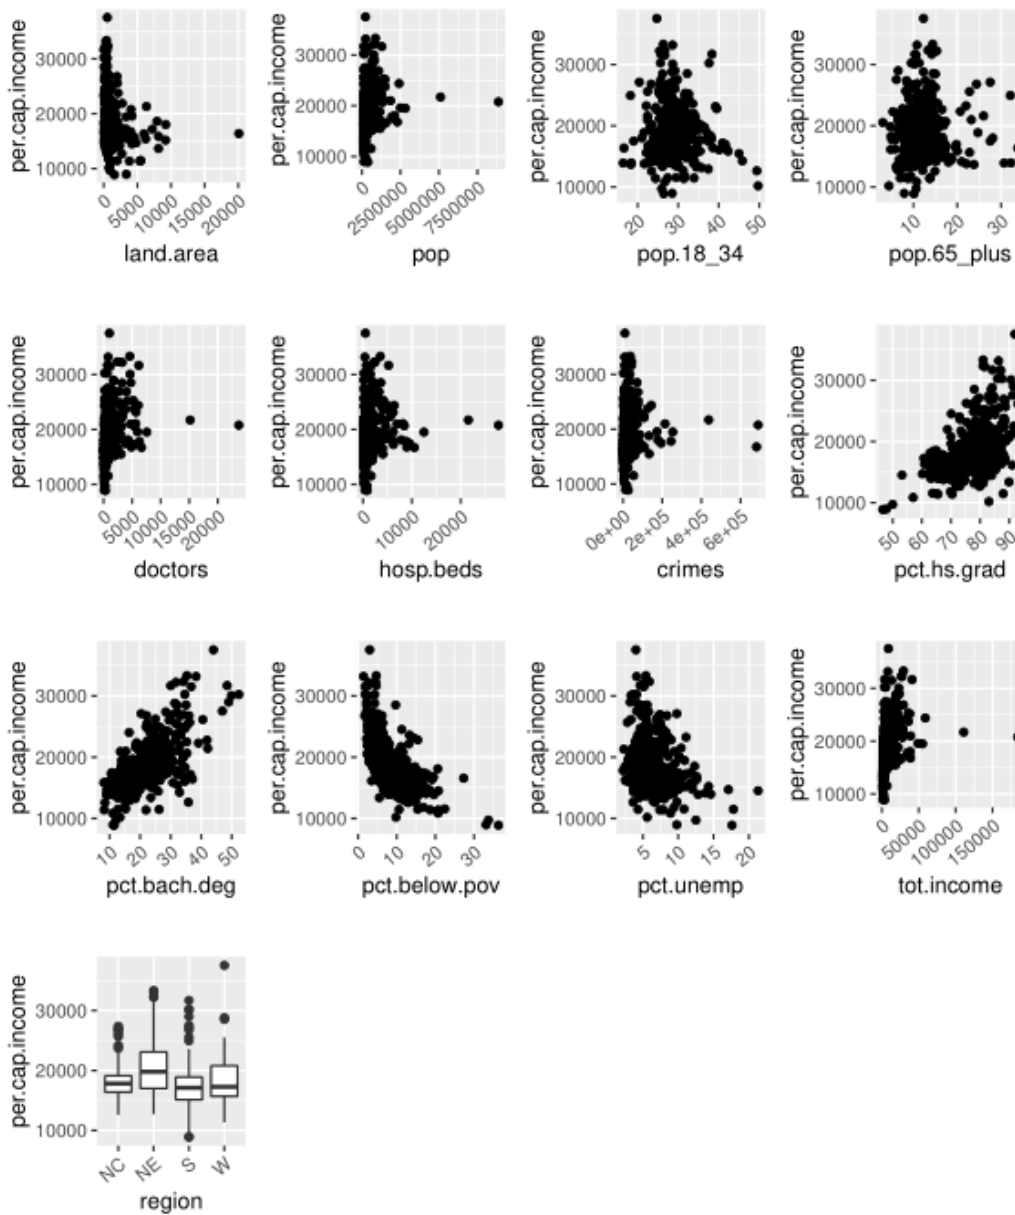 per.cap.income
30000
20000
10000
0
5000
10000
15000
20000
land.area
per.cap.income
30000
20000
10000
0
2500000
5000000
7500000
pop
per.cap.income
30000
20000
10000
20
30
40
50
pop.18_34
per.cap.income
30000
20000
10000
10
20
30
pop.65_plus
per.cap.income
30000
20000
10000
0
5000
10000
15000
20000
doctors
per.cap.income
30000
20000
10000
0
10000
20000
hosp.beds
per.cap.income
30000
20000
10000
0e+00
2e+05
4e+05
6e+05
crimes
per.cap.income
30000
20000
10000
50
60
70
80
90
pct.hs.grad
per.cap.income
30000
20000
10000
10
20
30
40
50
pct.bach.deg
per.cap.income
30000
20000
10000
0
10
20
30
pct.below.pov
per.cap.income
30000
20000
10000
5
10
15
20
pct.unemp
per.cap.income
30000
20000
10000
0
50000
100000
150000
tot.income
per.cap.income
30000
20000
10000
NC
NE
S
W
region